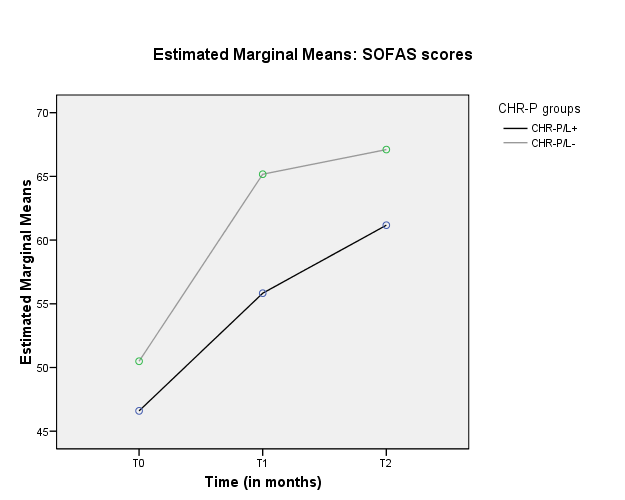 Estimated Marginal Means: SOFAS scores
CHR-P groups
CHR-P/L+
CHR-P/L-
Estimated Marginal Means
70
65
60
55
50
45
T0
T1
T2
Time (in months)